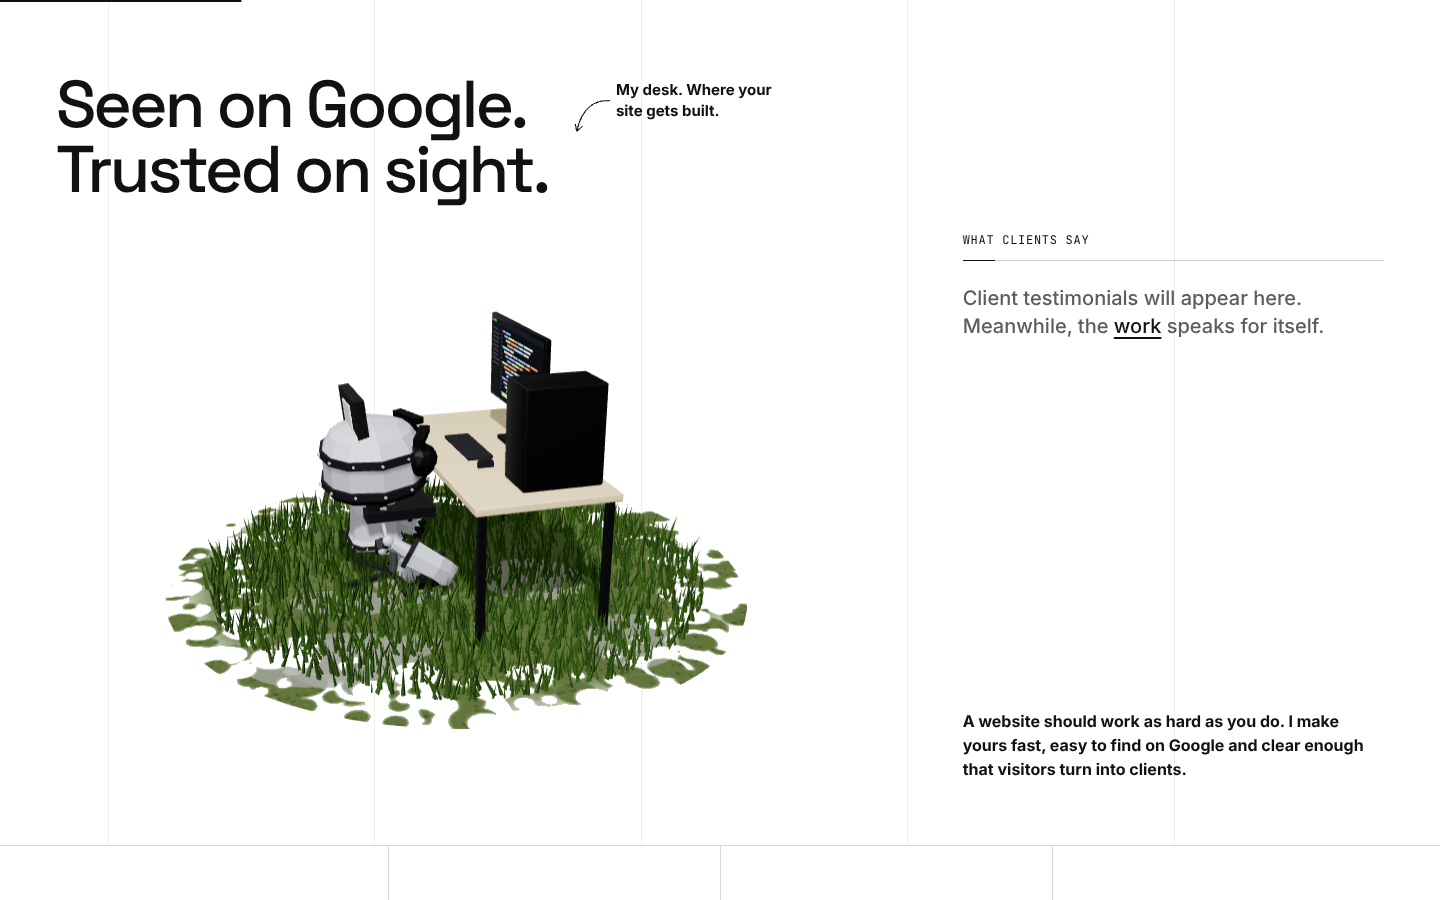 Seen on Google.
Trusted on sight.
My desk. Where your
site gets built.
WHAT CLIENTS SAY
Client testimonials will appear here.
Meanwhile, the work speaks for itself.
A website should work as hard as you do. I make
yours fast, easy to find on Google and clear enough
that visitors turn into clients.